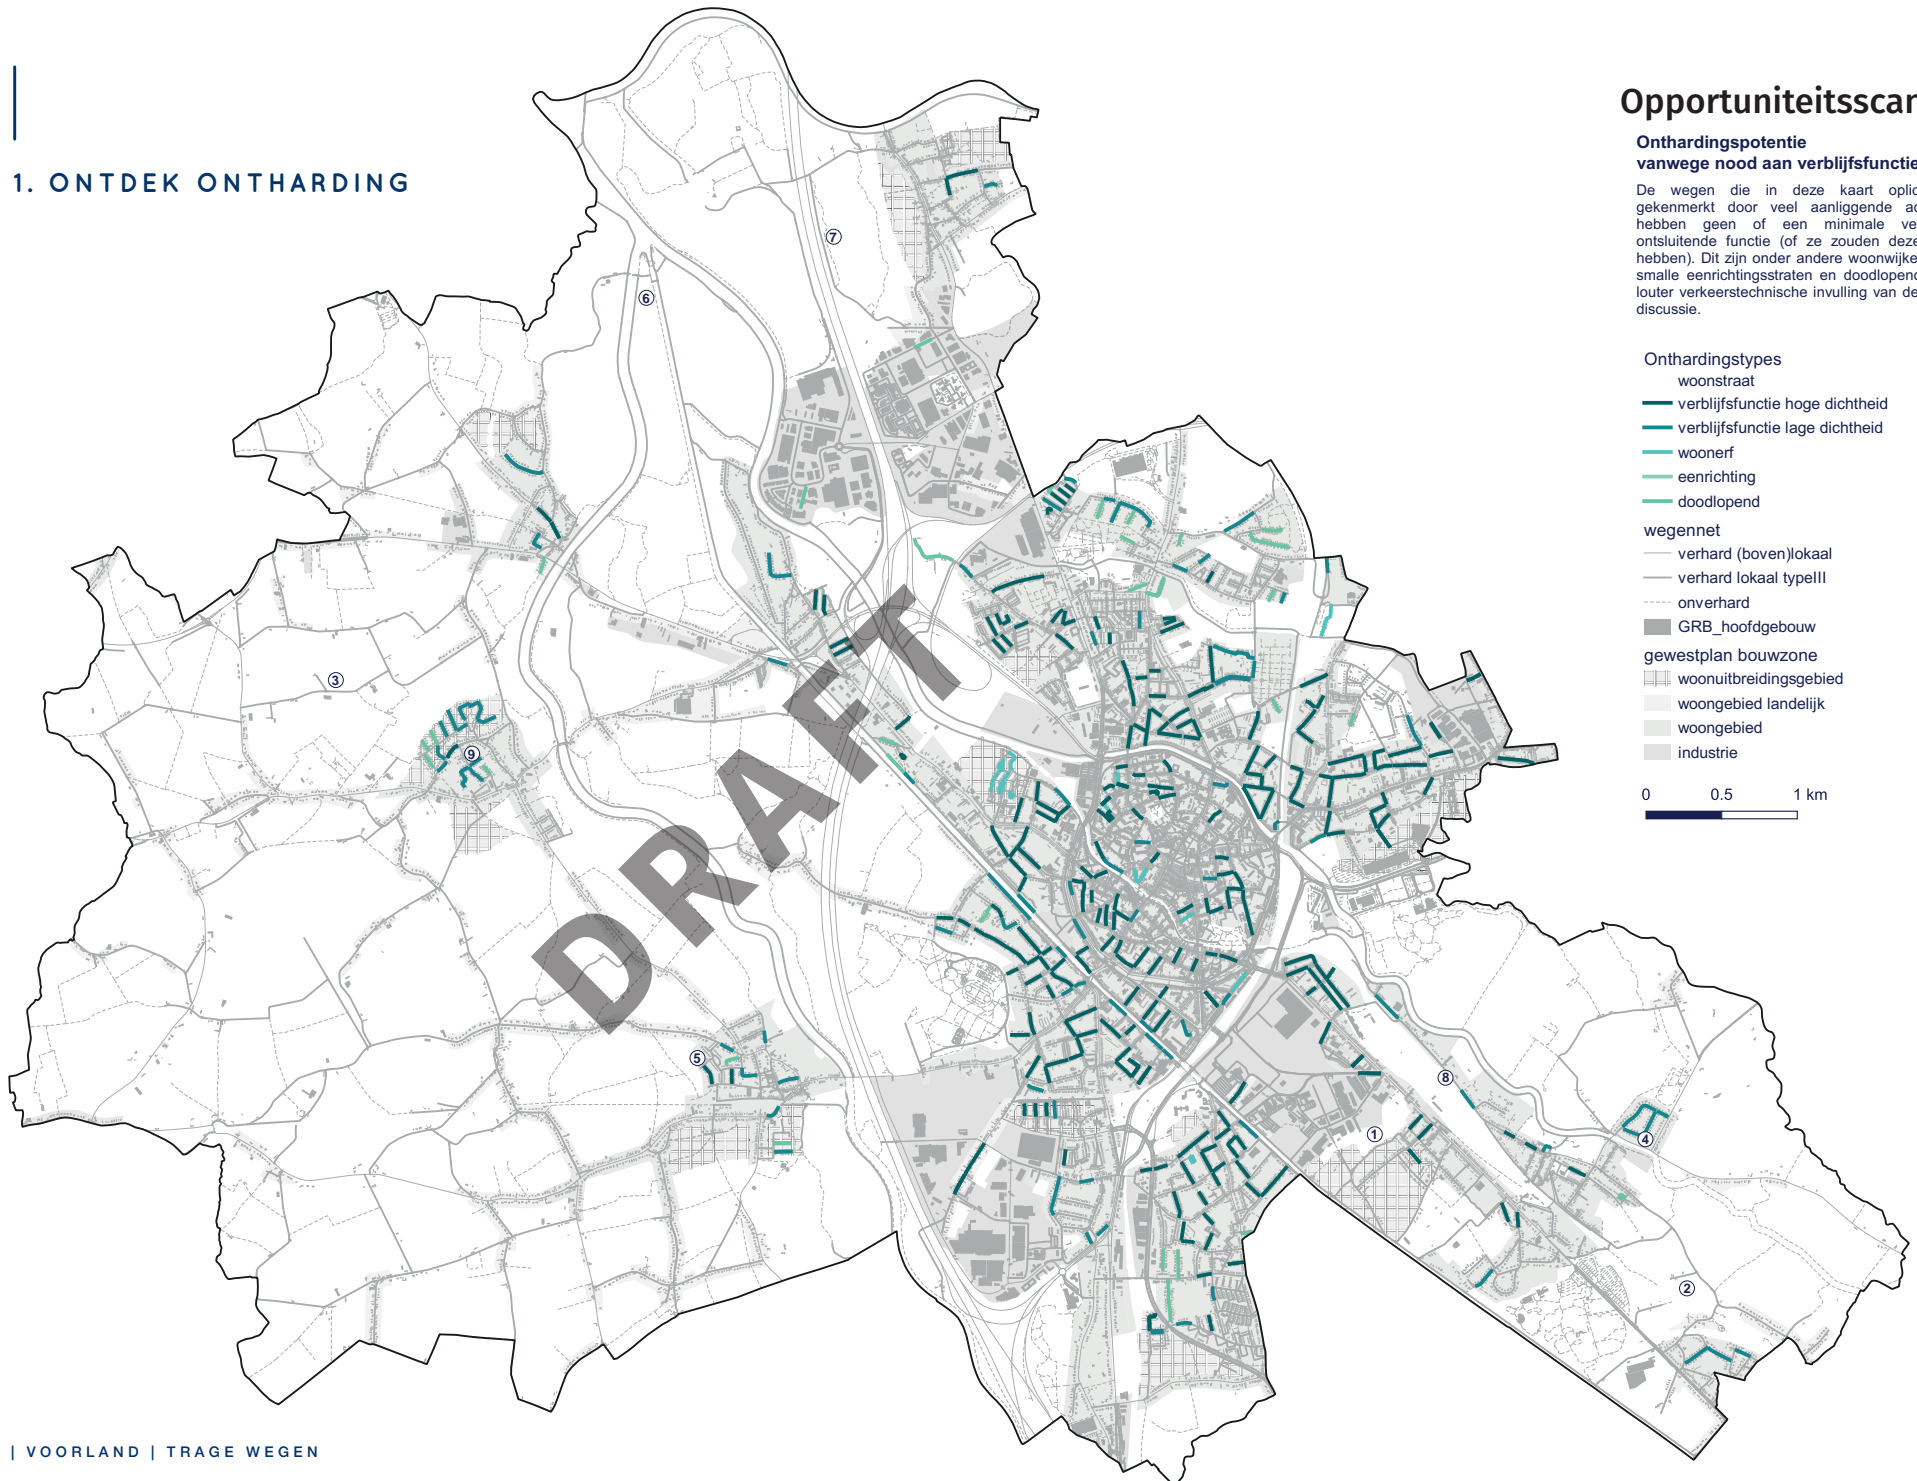 1. ONTDEK ONTHARDING
Opportuniteitsscan
Onthardingspotentie
vanwege nood aan verblijfsfunctie
De wegen die in deze kaart oplic
gekenmerkt door veel aanliggende ac
hebben geen of een minimale ve
ontsluitende functie (of ze zouden deze
hebben). Dit zijn onder andere woonwijke
smalle eenrichtingsstraten en doodlopend
louter verkeerstechnische invulling van de
discussie.
Onthardingstypes
woonstraat
verblijfsfunctie hoge dichtheid
verblijfsfunctie lage dichtheid
woonerf
eenrichting
doodlopend
wegennet
verhard (boven)lokaal
verhard lokaal typeIII
onverhard
GRB_hoofdgebouw
gewestplan bouwzone
woonuitbreidingsgebied
woongebied landelijk
woongebied
industrie
0 0.5 1 km
7
6
3
9
5
8
1
4
2
DRAFT
| VOORLAND | TRAGE WEGEN